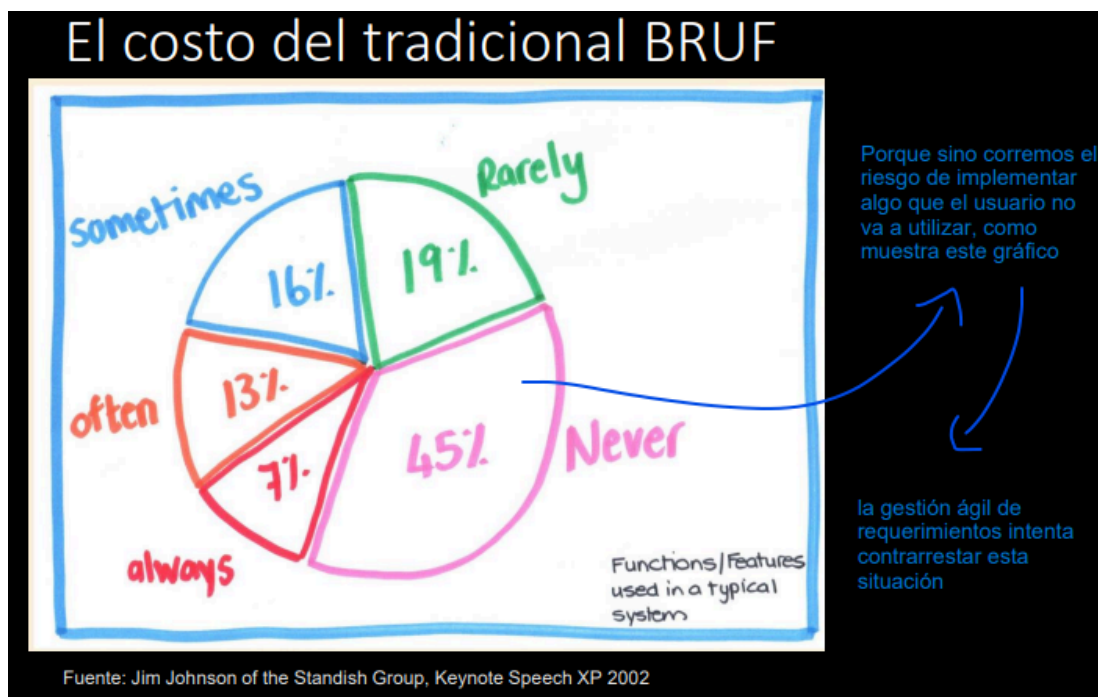 El costo del tradicional BRUF
sometimes
Rarely
16%
19%
often
13%
7%
45%
Never
always
Functions/Features
used in a typical
system
Porque sino corremos el
riesgo de implementar
algo que el usuario no
va a utilizar, como
muestra este gráfico
la gestión ágil de
requerimientos intenta
contrarrestar esta
situación
Fuente: Jim Johnson of the Standish Group, Keynote Speech XP 2002